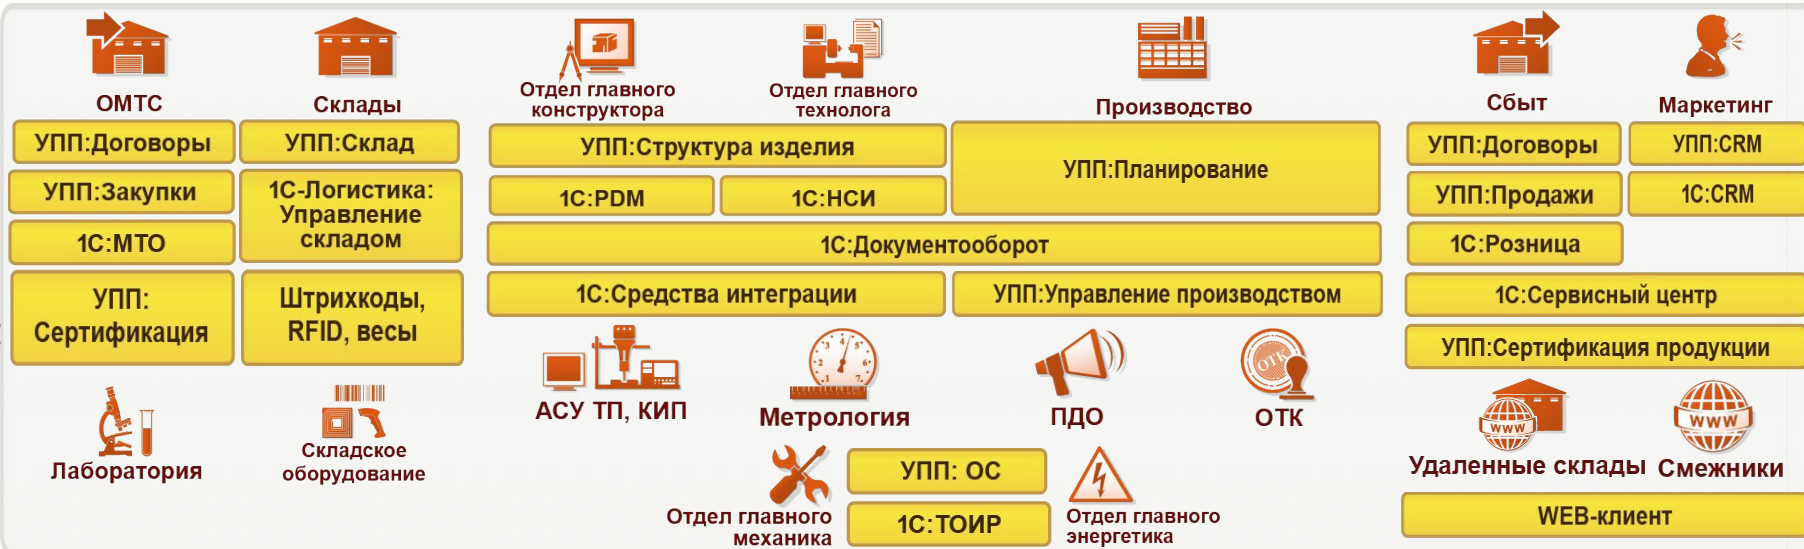 ОМТС
УПП:Договоры
УПП:Закупки
1С:МТО
УПП:
Сертификация
Лаборатория
Склады
УПП:Склад
1С-Логистика:
Управление
складом
Штрихкоды,
RFID, весы
Складское
оборудование
Отдел главного
конструктора
Отдел главного
технолога
Производство
УПП:Структура изделия
УПП:Планирование
1С:PDM
1С:НСИ
1С:Документооборот
1С:Средства интеграции
УПП:Управление производством
АСУ ТП, КИП
Метрология
ПДО
ОТК
ОТК
Отдел главного
механика
УПП: ОС
1С:ТОИР
Отдел главного
энергетика
Сбыт
Маркетинг
УПП:Договоры
УПП:CRM
УПП:Продажи
1С:CRM
1С:Розница
1С:Сервисный центр
УПП:Сертификация продукции
www
www
Удаленные склады
Смежники
WEB-клиент